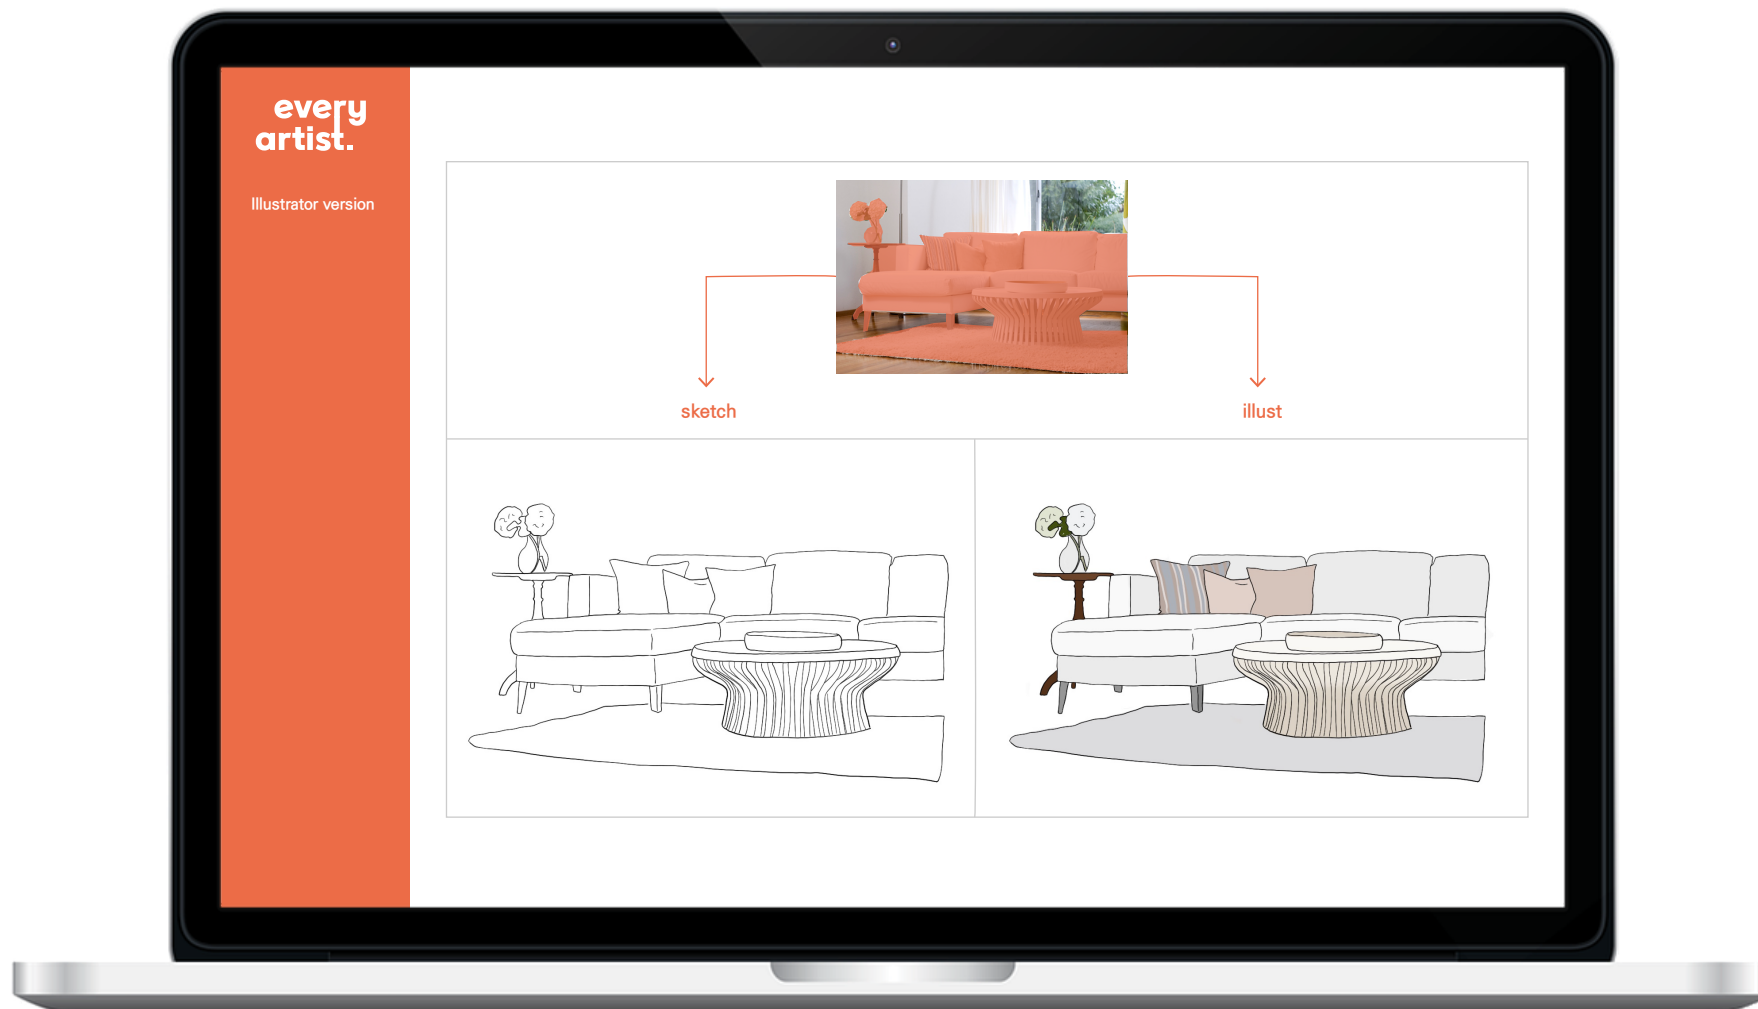 every
artist.
Illustrator version
sketch
illust